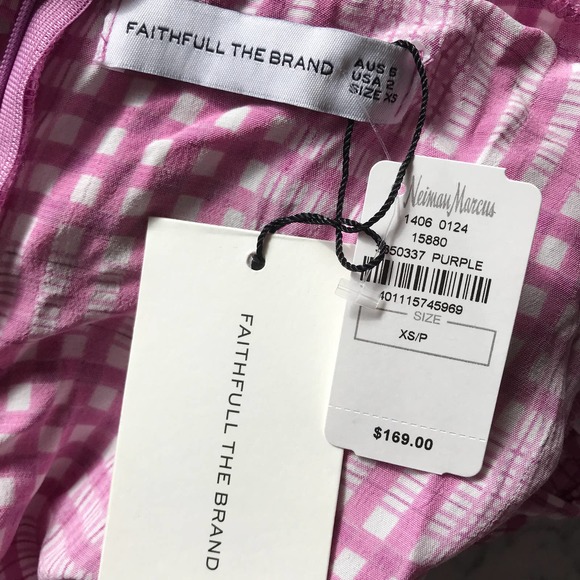 FAITHFULL THE BRAND
AUS 6
USA 2
SIZE XS
Neiman Marcus
1406 0124
15880
PURPLE
401115745969
SIZE
XS/P
$169.00
FAITHFULL THE BRAND